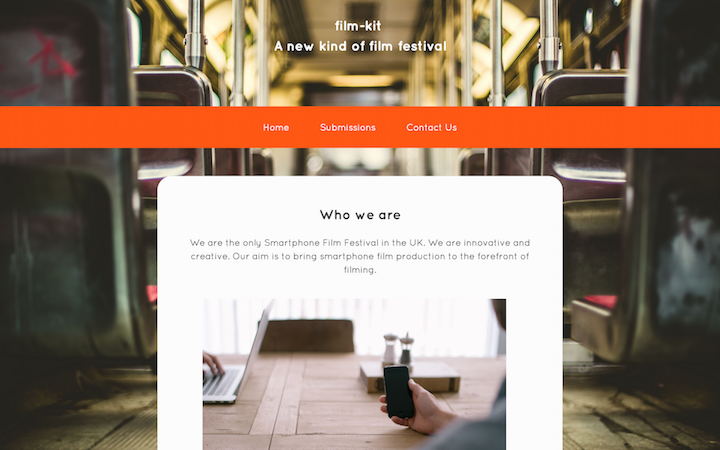 film-kit
A new kind of film festival
Home Submissions Contact Us
Who we are
We are the only Smartphone Film Festival in the UK. We are innovative and
creative. Our aim is to bring smartphone film production to the forefront of
filming.